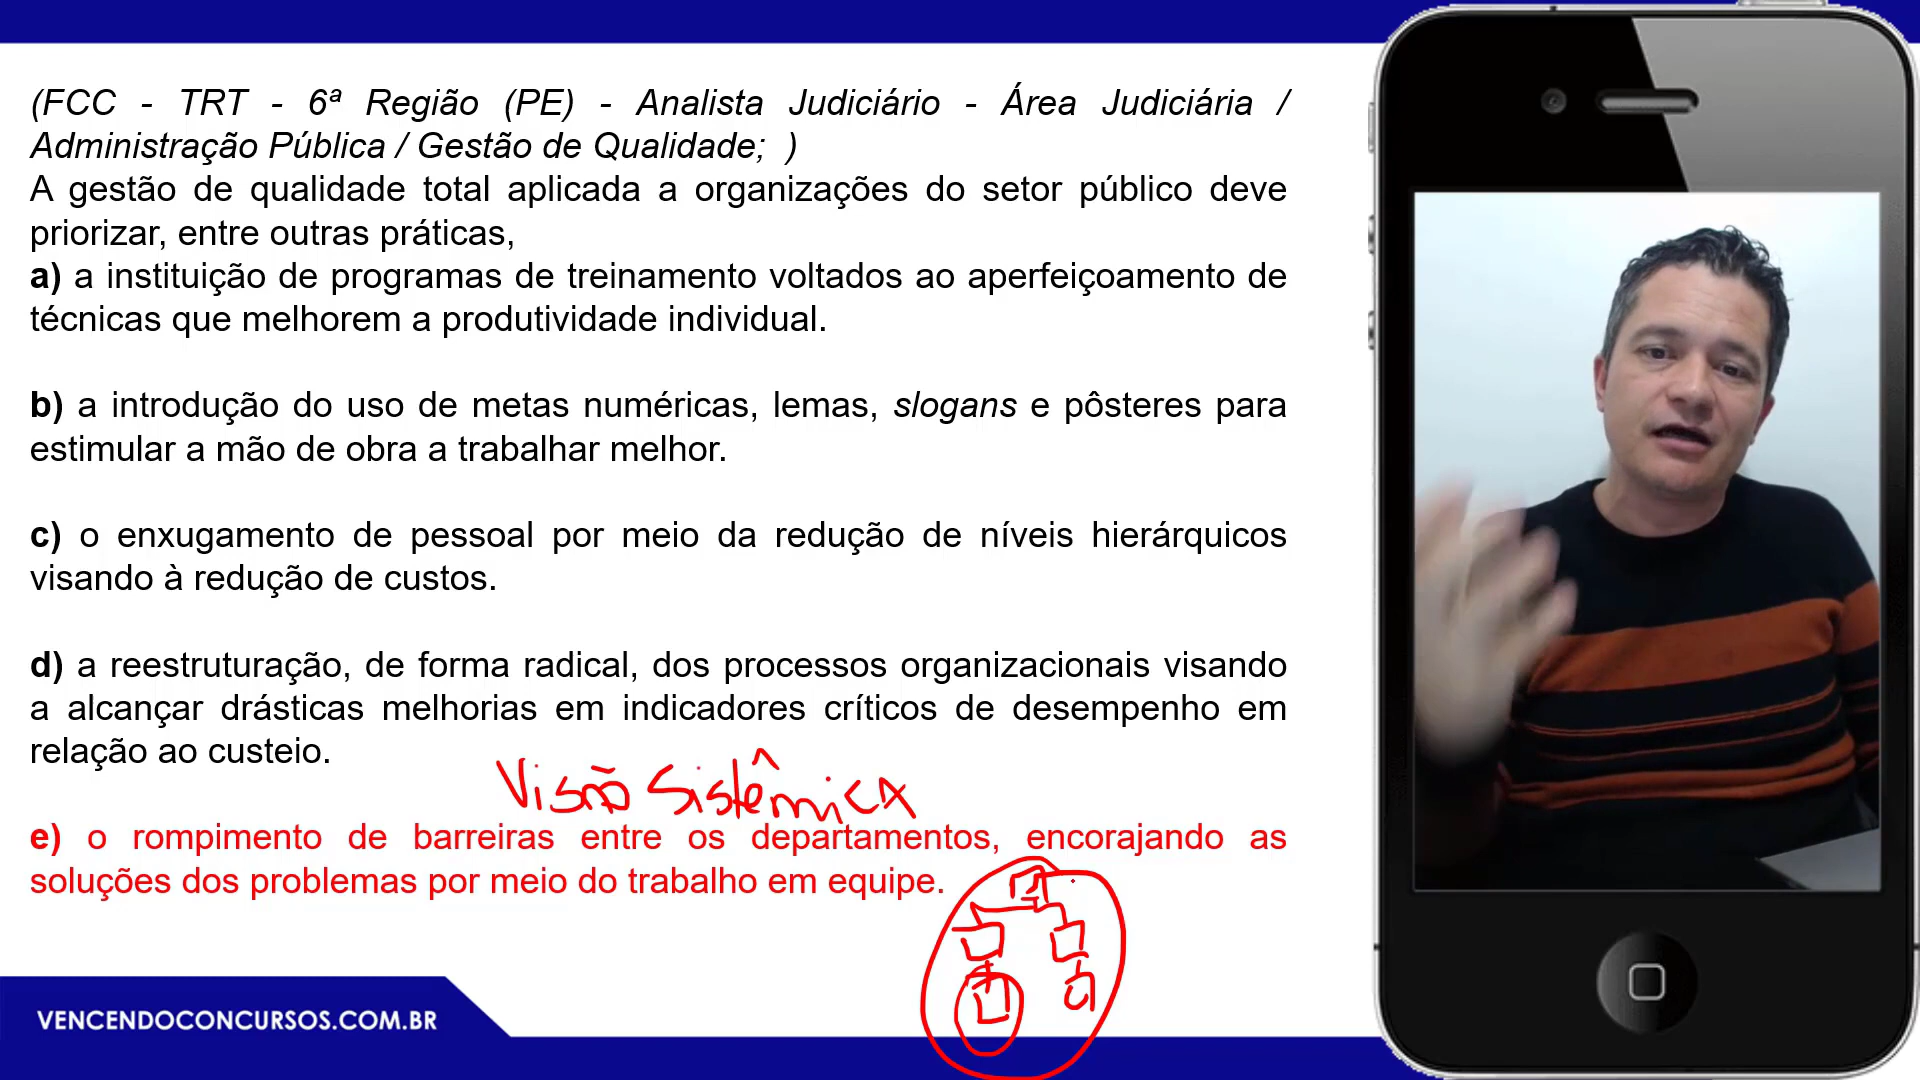 (FCC - TRT - 6ª Região (PE) - Analista Judiciário - Área Judiciária /
Administração Pública / Gestão de Qualidade;  )
A gestão de qualidade total aplicada a organizações do setor público deve
priorizar, entre outras práticas,
a) a instituição de programas de treinamento voltados ao aperfeiçoamento de
técnicas que melhorem a produtividade individual.
b) a introdução do uso de metas numéricas, lemas, slogans e pôsteres para
estimular a mão de obra a trabalhar melhor.
c) o enxugamento de pessoal por meio da redução de níveis hierárquicos
visando à redução de custos.
d) a reestruturação, de forma radical, dos processos organizacionais visando
a alcançar drásticas melhorias em indicadores críticos de desempenho em
relação ao custeio.
Visão Sistêmica
e) o rompimento de barreiras entre os departamentos, encorajando as
soluções dos problemas por meio do trabalho em equipe.
VENCENDOCONCURSOS.COM.BR